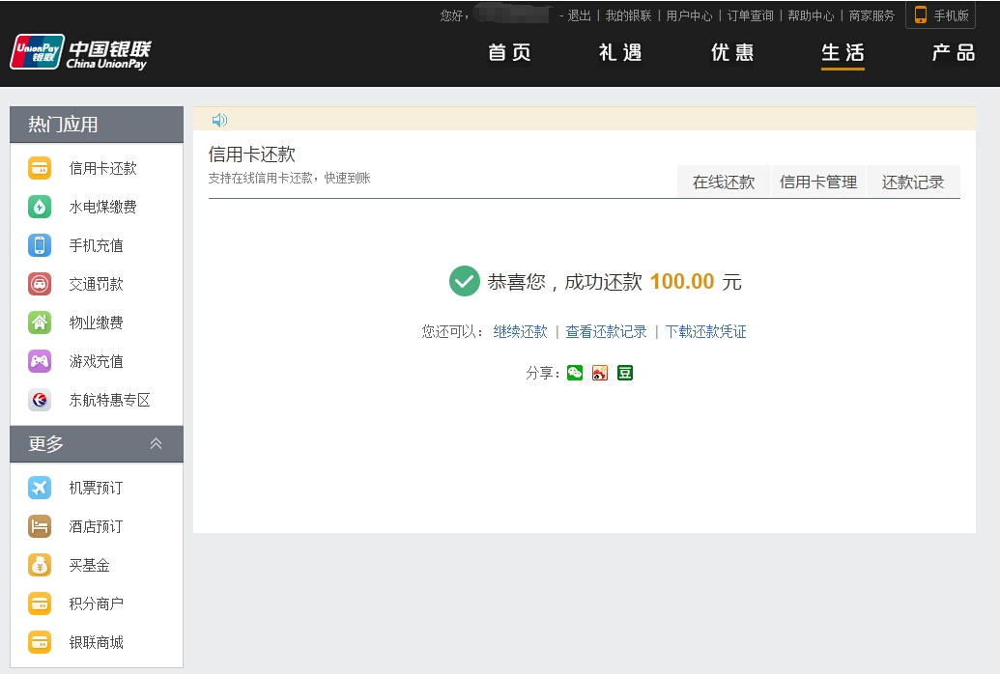 您好， - 退出 | 我的银联 | 用户中心 | 订单查询 | 帮助中心 | 商家服务 手机版
UnionPay 银联 中国银联
China UnionPay
首页 礼遇 优惠 生活 产品
热门应用
信用卡还款
水电煤缴费
手机充值
交通罚款
物业缴费
游戏充值
东航特惠专区
更多
机票预订
酒店预订
买基金
积分商户
银联商城
信用卡还款
支持在线信用卡还款，快速到账
在线还款 信用卡管理 还款记录
恭喜您，成功还款 100.00 元
您还可以： 继续还款 | 查看还款记录 | 下载还款凭证
分享： 豆